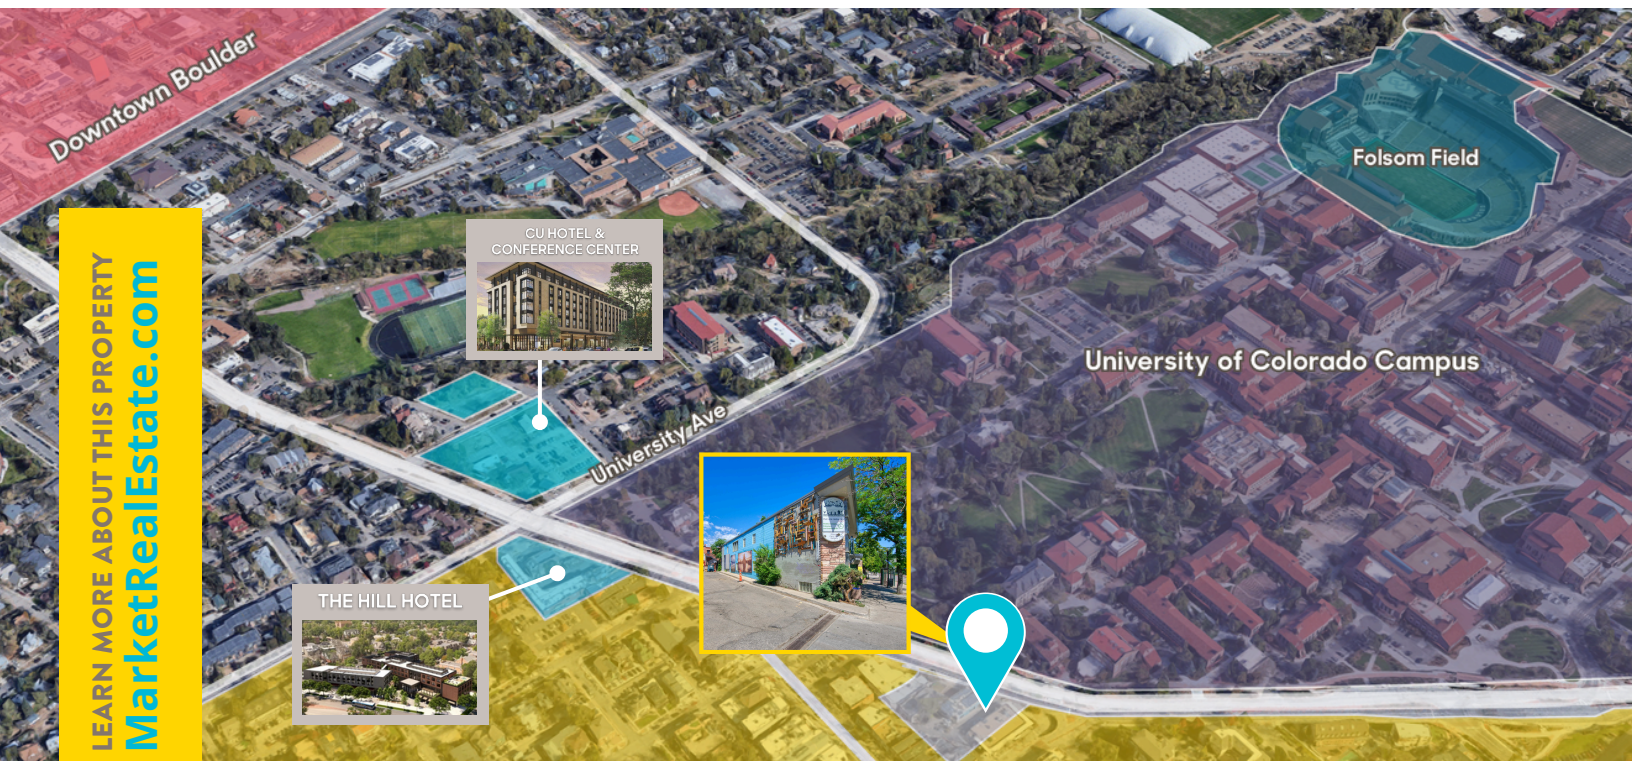 Downtown Boulder
Folsom Field
CU HOTEL &
CONFERENCE CENTER
University of Colorado Campus
University Ave
THE HILL HOTEL
LEARN MORE ABOUT THIS PROPERTY
MarketRealEstate.com